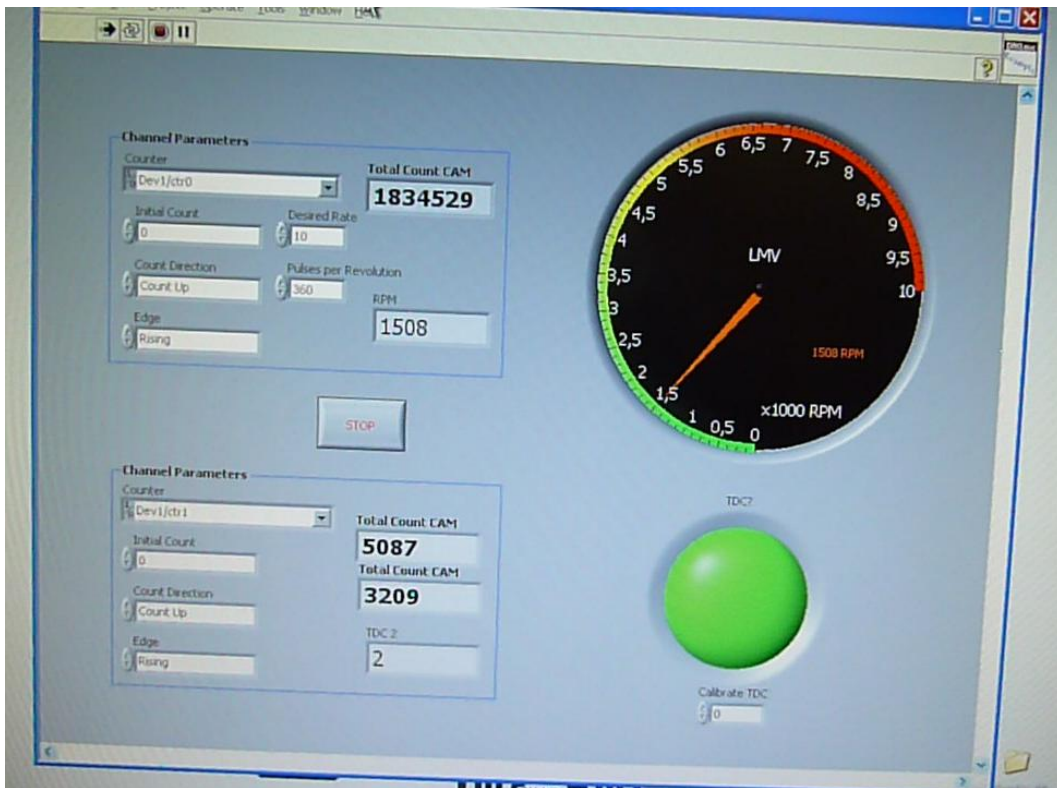 Operate Tools Window
Channel Parameters
Counter
Dev1/ctr0
Total Count CAM
1834529
Initial Count
Desired Rate
0
10
Count Direction
Pulses per Revolution
Count Up
360
RPM
1508
Edge
Rising
STOP
Channel Parameters
Counter
Dev1/ctr1
Total Count CAM
5087
Initial Count
0
Total Count CAM
3209
Count Direction
Count Up
TDC 2
2
Edge
Rising
0
0,5
1
1,5
2
2,5
3
3,5
4
4,5
5
5,5
6
6,5
7
7,5
8
8,5
9
9,5
10
LMV
1508 RPM
x1000 RPM
TDC?
Calibrate TDC
0